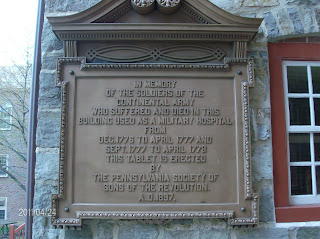 IN MEMORY
OF THE SOLDIERS OF THE
CONTINENTAL ARMY
WHO SUFFERED AND DIED IN THIS
BUILDING USED AS A MILITARY HOSPITAL
FROM
DEC. 1776 TO APRIL 1777 AND
SEPT. 1777 TO APRIL 1778
THIS TABLET IS ERECTED
BY
THE PENNSYLVANIA SOCIETY OF
SONS OF THE REVOLUTION.
A.D. 1897.
2011/04/24